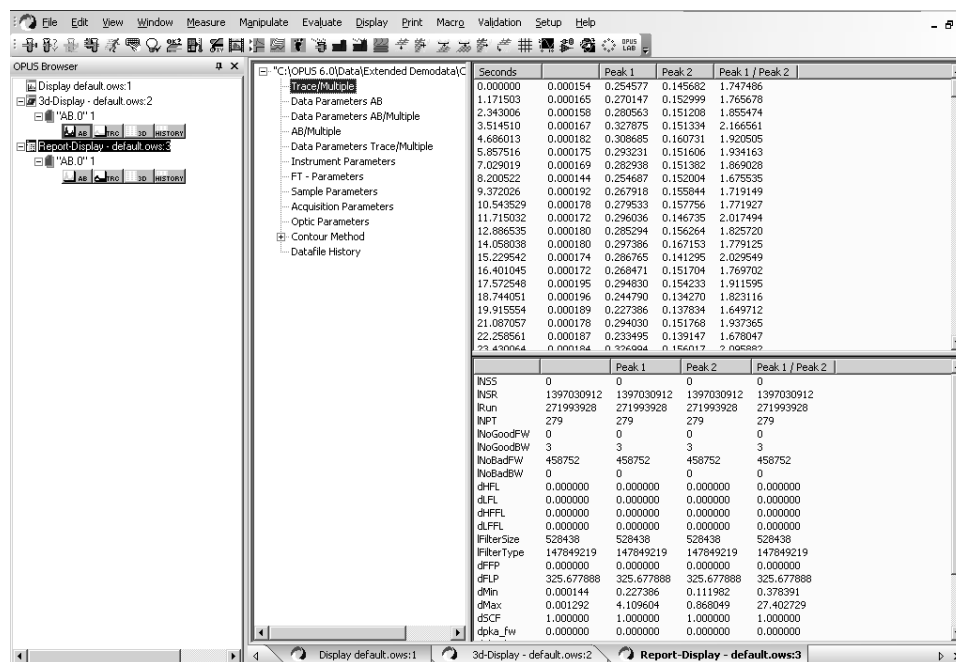 File Edit View Window Measure Manipulate Evaluate Display Print Macro Validation Setup Help
OPUS LAB
OPUS Browser
Display default.ows:1
3d-Display - default.ows:2
"AB.0" 1
AB TRC 3D HISTORY
Report-Display - default.ows:3
"AB.0" 1
AB TRC 3D HISTORY
"C:\OPUS 6.0\Data\Extended Demodata\C
Trace/Multiple
Data Parameters AB
Data Parameters AB/Multiple
AB/Multiple
Data Parameters Trace/Multiple
Instrument Parameters
FT - Parameters
Sample Parameters
Acquisition Parameters
Optic Parameters
Contour Method
Datafile History
Seconds Peak 1 Peak 2 Peak 1 / Peak 2
0.000000 0.000154 0.254577 0.145682 1.747486
1.171503 0.000165 0.270147 0.152999 1.765678
2.343006 0.000158 0.280563 0.151208 1.855474
3.514510 0.000167 0.327875 0.151334 2.166561
4.686013 0.000182 0.308685 0.160731 1.920505
5.857516 0.000175 0.293231 0.151606 1.934163
7.029019 0.000169 0.282938 0.151382 1.869028
8.200522 0.000144 0.254687 0.152004 1.675535
9.372026 0.000192 0.267918 0.155844 1.719149
10.543529 0.000178 0.279533 0.157756 1.771927
11.715032 0.000172 0.296036 0.146735 2.017494
12.886535 0.000180 0.285294 0.156264 1.825720
14.058038 0.000180 0.297386 0.167153 1.779125
15.229542 0.000174 0.286765 0.141295 2.029549
16.401045 0.000172 0.268471 0.151704 1.769702
17.572548 0.000195 0.294830 0.154233 1.911595
18.744051 0.000196 0.244790 0.134270 1.823116
19.915554 0.000189 0.227386 0.137834 1.649712
21.087057 0.000178 0.294030 0.151768 1.937365
22.258561 0.000187 0.233495 0.139147 1.678047
23.430064 0.000184 0.326994 0.156017 2.095882
Peak 1 Peak 2 Peak 1 / Peak 2
lNSS 0 0 0 0
lNSR 1397030912 1397030912 1397030912 1397030912
lRun 271993928 271993928 271993928 271993928
lNPT 279 279 279 279
lNoGoodFW 0 0 0 0
lNoGoodBW 3 3 3 3
lNoBadFW 458752 458752 458752 458752
lNoBadBW 0 0 0 0
dHFL 0.000000 0.000000 0.000000 0.000000
dLFL 0.000000 0.000000 0.000000 0.000000
dHFFL 0.000000 0.000000 0.000000 0.000000
dLFFL 0.000000 0.000000 0.000000 0.000000
lFilterSize 528438 528438 528438 528438
lFilterType 147849219 147849219 147849219 147849219
dFFP 0.000000 0.000000 0.000000 0.000000
dFLP 325.677888 325.677888 325.677888 325.677888
dMin 0.000144 0.227386 0.111982 0.378391
dMax 0.001292 4.109604 0.868049 27.402729
dSCF 1.000000 1.000000 1.000000 1.000000
dpka_fw 0.000000 0.000000 0.000000 0.000000
Display default.ows:1 3d-Display - default.ows:2 Report-Display - default.ows:3